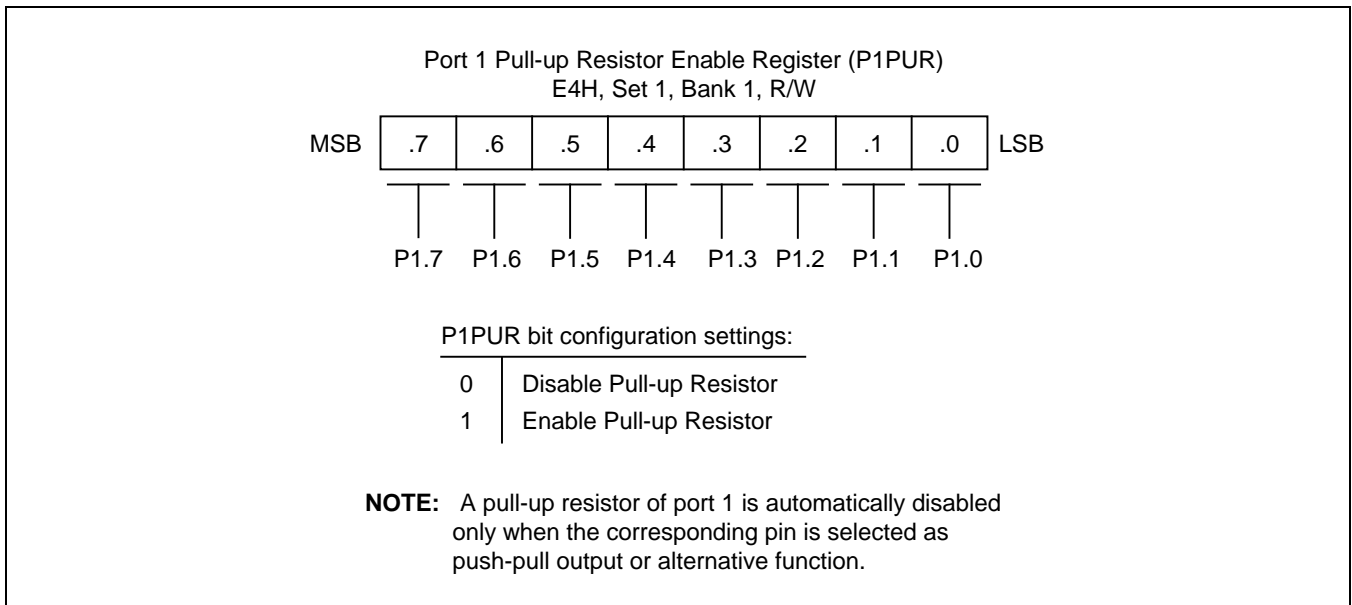 Port 1 Pull-up Resistor Enable Register (P1PUR)
E4H, Set 1, Bank 1, R/W
MSB .7 .6 .5 .4 .3 .2 .1 .0 LSB
P1.7 P1.6 P1.5 P1.4 P1.3 P1.2 P1.1 P1.0
P1PUR bit configuration settings:
0 Disable Pull-up Resistor
1 Enable Pull-up Resistor
NOTE: A pull-up resistor of port 1 is automatically disabled
only when the corresponding pin is selected as
push-pull output or alternative function.